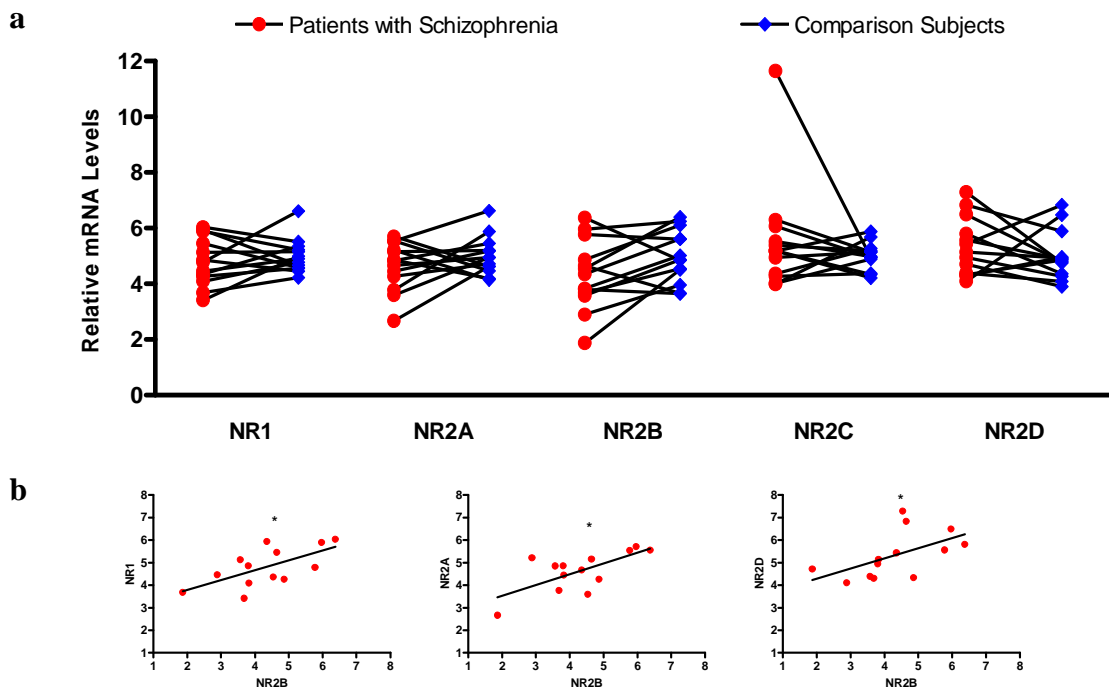 a
Patients with Schizophrenia
Comparison Subjects
Relative mRNA Levels
12
10
8
6
4
2
0
NR1 NR2A NR2B NR2C NR2D
b
NR1
8
7
6
5
4
3
2
1
*
1 2 3 4 5 6 7 8
NR2B
NR2A
8
7
6
5
4
3
2
1
*
1 2 3 4 5 6 7 8
NR2B
NR2D
8
7
6
5
4
3
2
1
*
1 2 3 4 5 6 7 8
NR2B